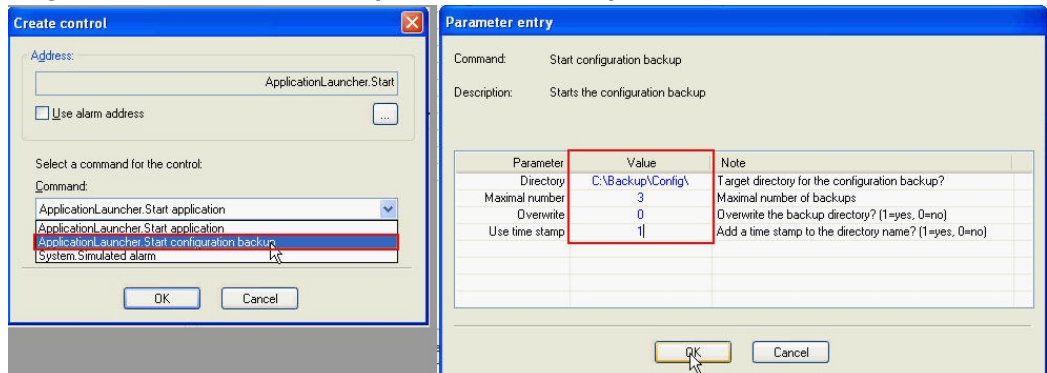 Create control
Address:
ApplicationLauncher.Start
Use alarm address
...
Select a command for the control:
Command:
ApplicationLauncher.Start application
ApplicationLauncher.Start application
ApplicationLauncher.Start configuration backup
System.Simulated alarm
OK Cancel
Parameter entry
Command: Start configuration backup
Description: Starts the configuration backup
Parameter Value Note
Directory C:\Backup\Config\ Target directory for the configuration backup?
Maximal number 3 Maximal number of backups
Overwrite 0 Overwrite the backup directory? (1=yes, 0=no)
Use time stamp 1 Add a time stamp to the directory name? (1=yes, 0=no)
OK Cancel